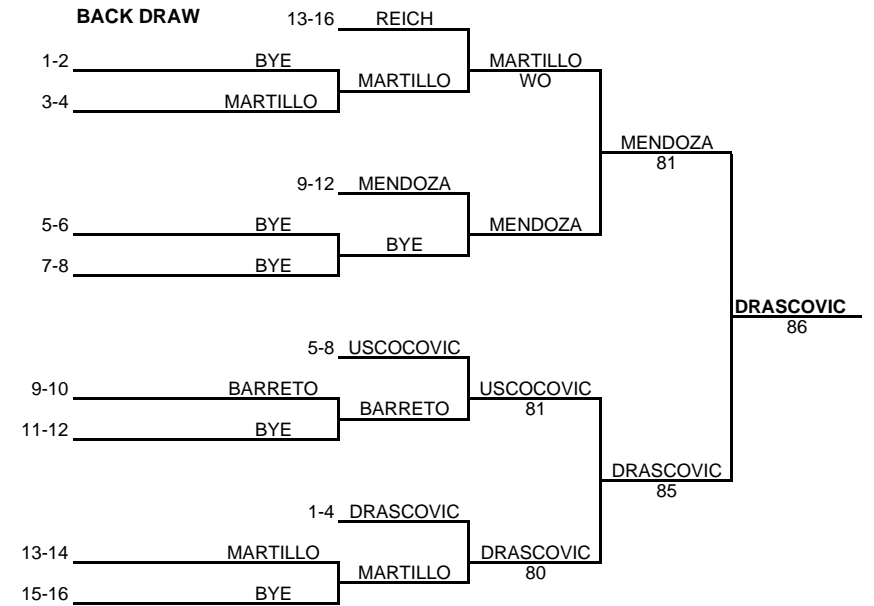 BACK DRAW
13-16 REICH
1-2 BYE
MARTILLO
MARTILLO
WO
3-4 MARTILLO
MENDOZA
81
9-12 MENDOZA
5-6 BYE
MENDOZA
BYE
7-8 BYE
DRASCOVIC
86
5-8 USCOCOVIC
9-10 BARRETO
USCOCOVIC
81
BARRETO
11-12 BYE
DRASCOVIC
85
1-4 DRASCOVIC
13-14 MARTILLO
DRASCOVIC
80
MARTILLO
15-16 BYE